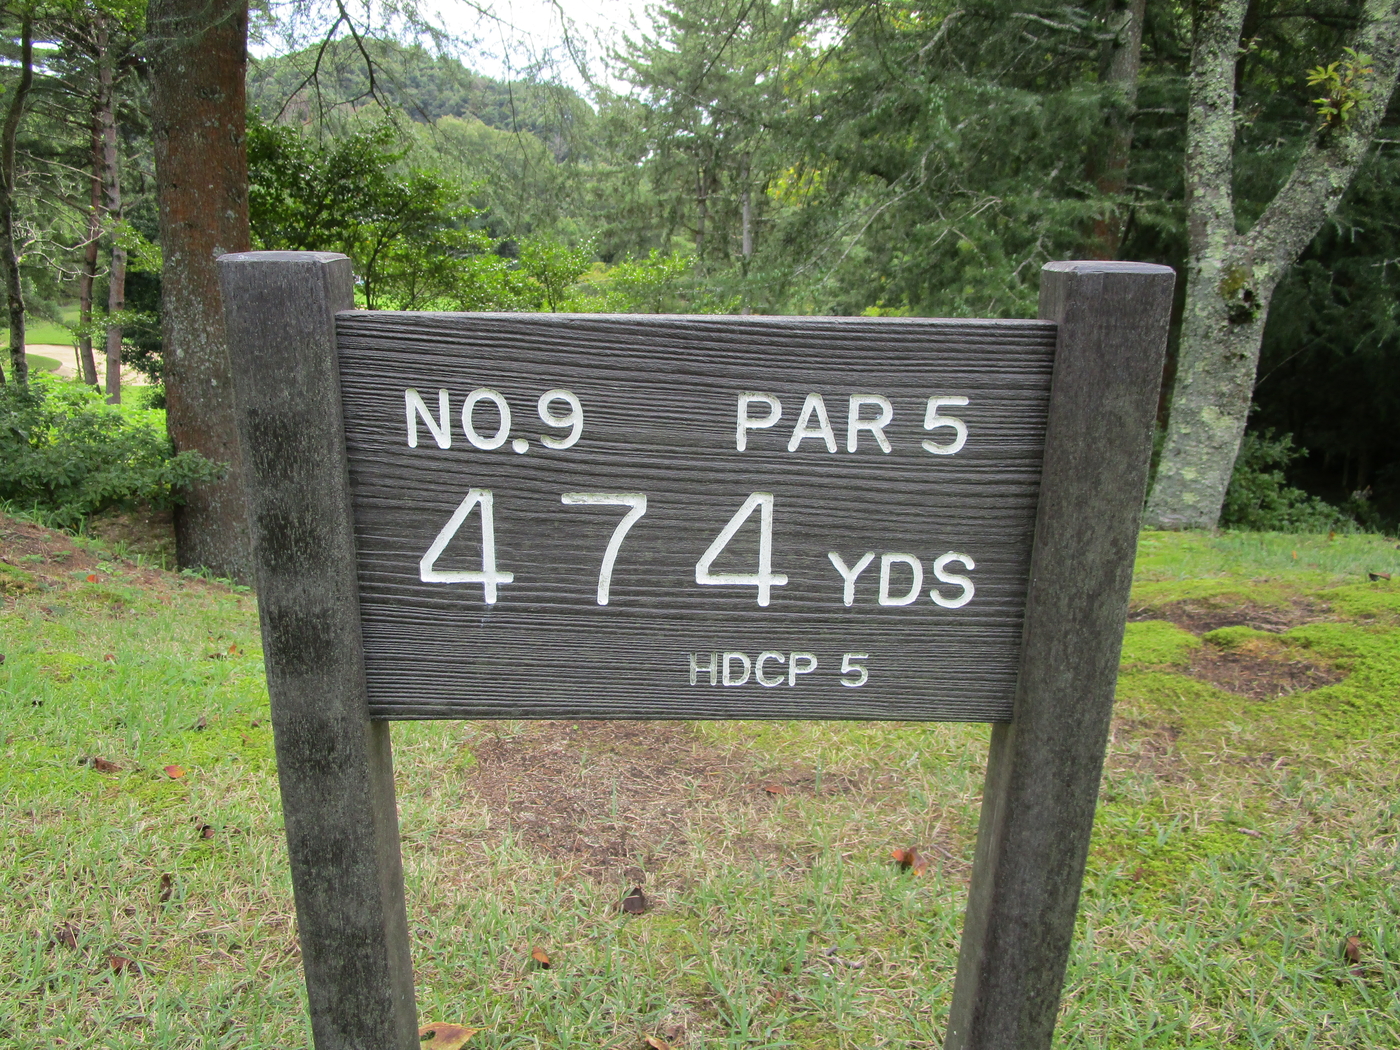 NO.9 PAR 5
474 YDS
HDCP 5